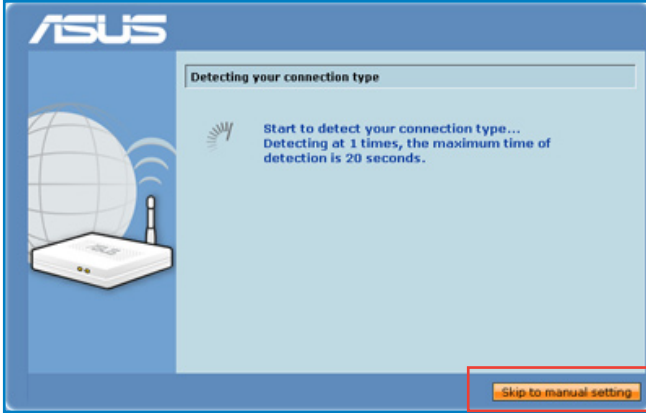 ASUS
Detecting your connection type
Start to detect your connection type...
Detecting at 1 times, the maximum time of
detection is 20 seconds.
ASUS
Skip to manual setting